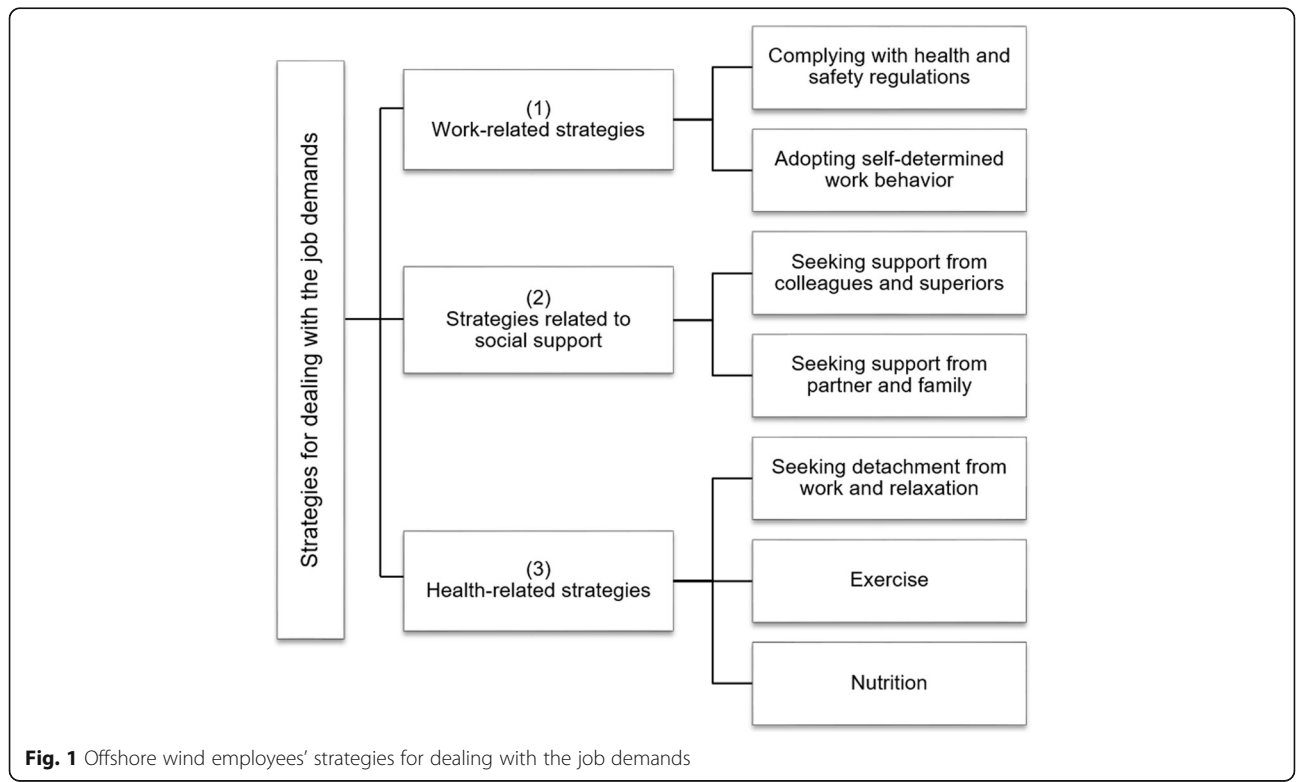 Strategies for dealing with the job demands
(1)
Work-related strategies
Complying with health and
safety regulations
Adopting self-determined
work behavior
(2)
Strategies related to
social support
Seeking support from
colleagues and superiors
Seeking support from
partner and family
(3)
Health-related strategies
Seeking detachment from
work and relaxation
Exercise
Nutrition
Fig. 1 Offshore wind employees’ strategies for dealing with the job demands